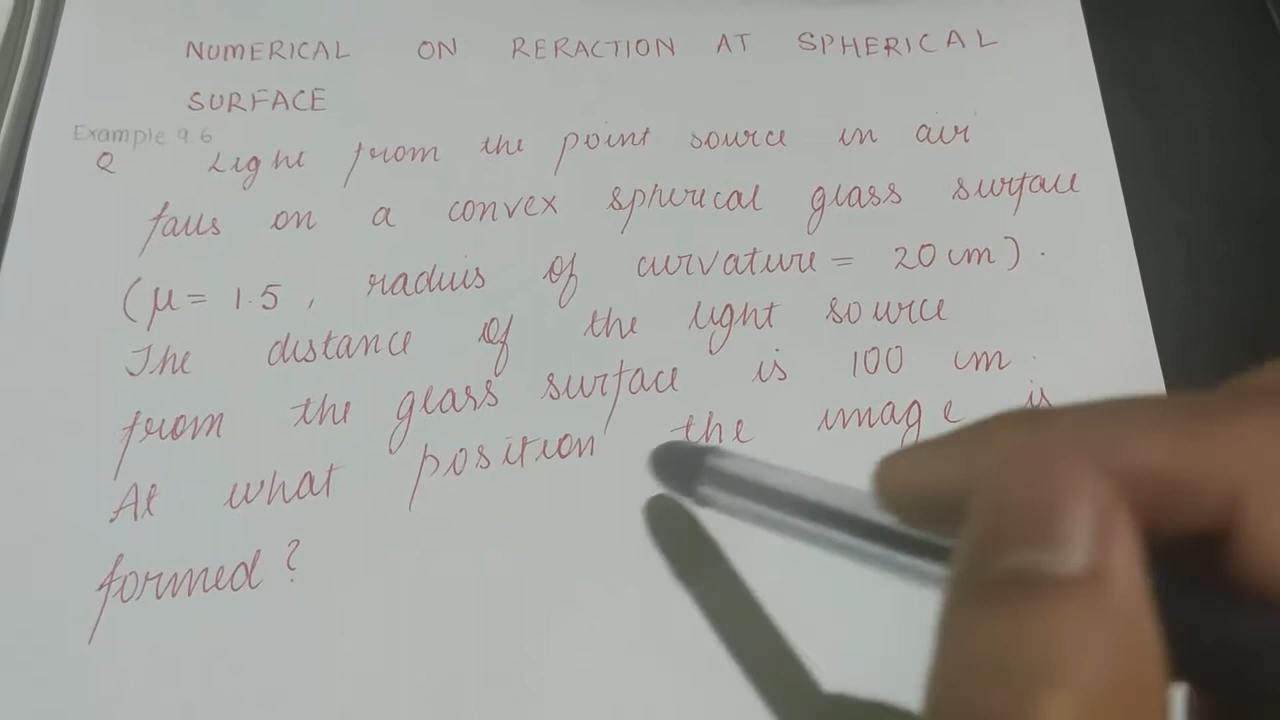 NUMERICAL ON RERACTION AT SPHERICAL
SURFACE
Example 9.6
Q Light from the point source in air
falls on a convex spherical glass surface
(μ = 1.5, radius of curvature = 20 cm).
The distance of the light source
from the glass surface is 100 cm.
At what position the image is
formed?